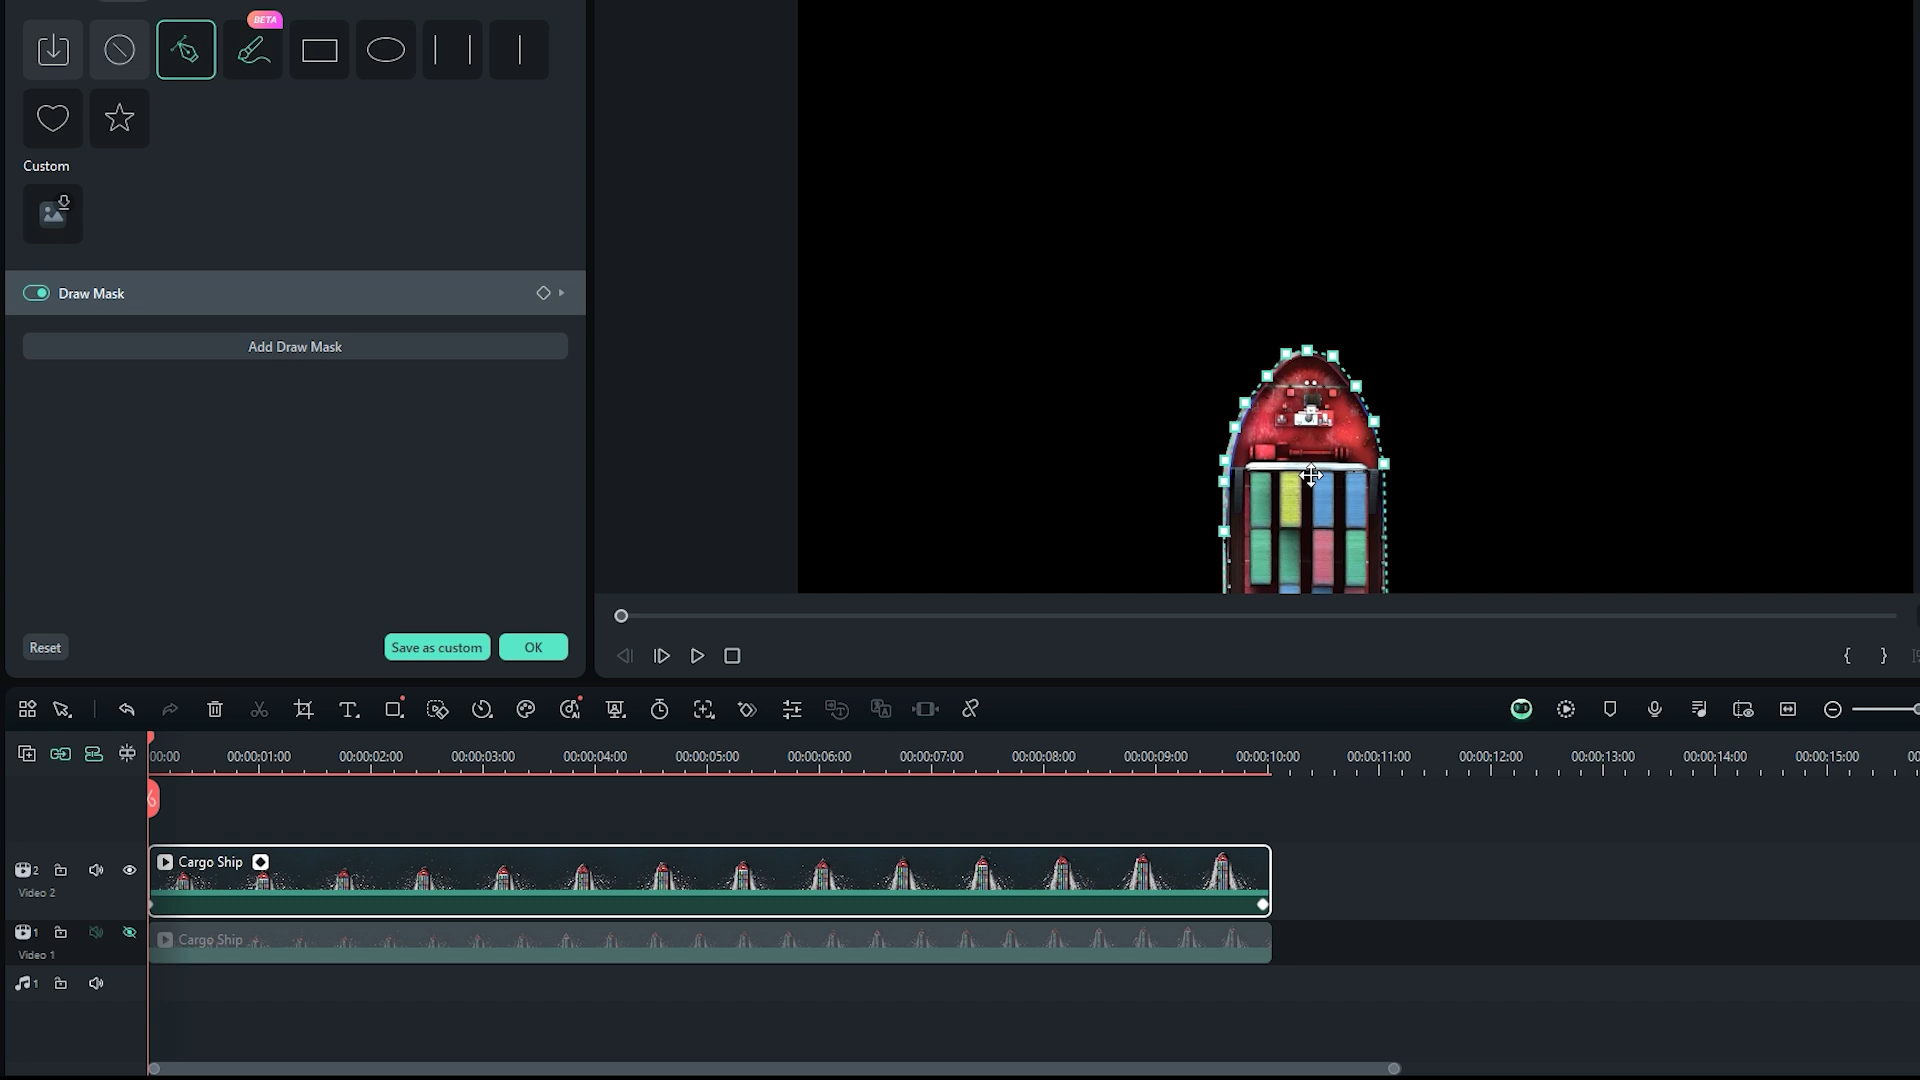 BETA
Custom
Draw Mask
Add Draw Mask
Reset
Save as custom
OK
00:00
00:00:01:00
00:00:02:00
00:00:03:00
00:00:04:00
00:00:05:00
00:00:06:00
00:00:07:00
00:00:08:00
00:00:09:00
00:00:10:00
00:00:11:00
00:00:12:00
00:00:13:00
00:00:14:00
00:00:15:00
00
2
Cargo Ship
Video 2
1
Cargo Ship
Video 1
1